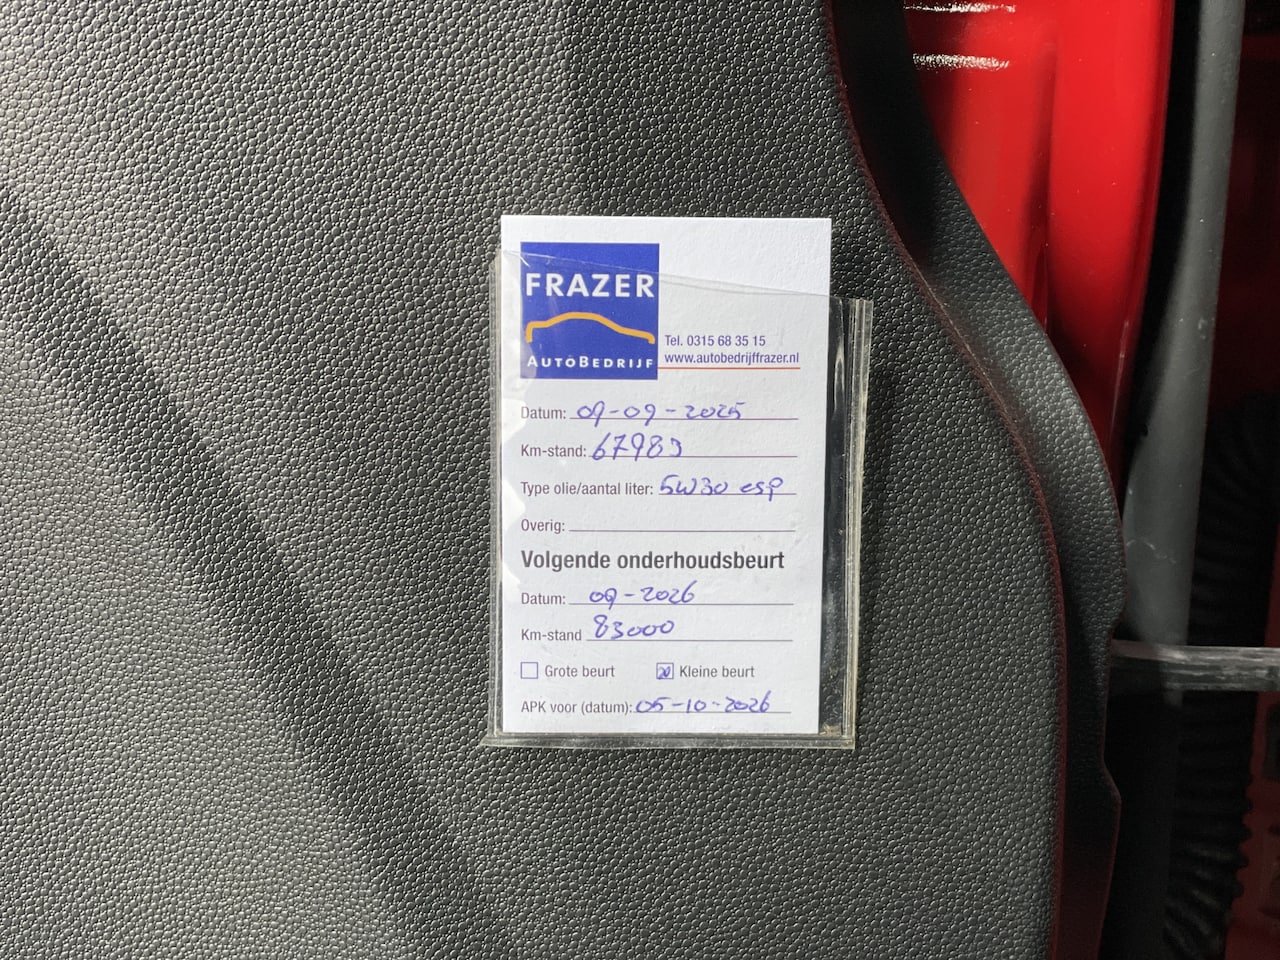 FRAZER
AUTOBEDRIJF
Tel. 0315 68 35 15
www.autobedrijffrazer.nl
Datum: 09-09-2025
Km-stand: 67983
Type olie/aantal liter: 5W30 esp
Overig:
Volgende onderhoudsbeurt
Datum: 09-2026
Km-stand 83000
Grote beurt Kleine beurt
APK voor (datum): 05-10-2026